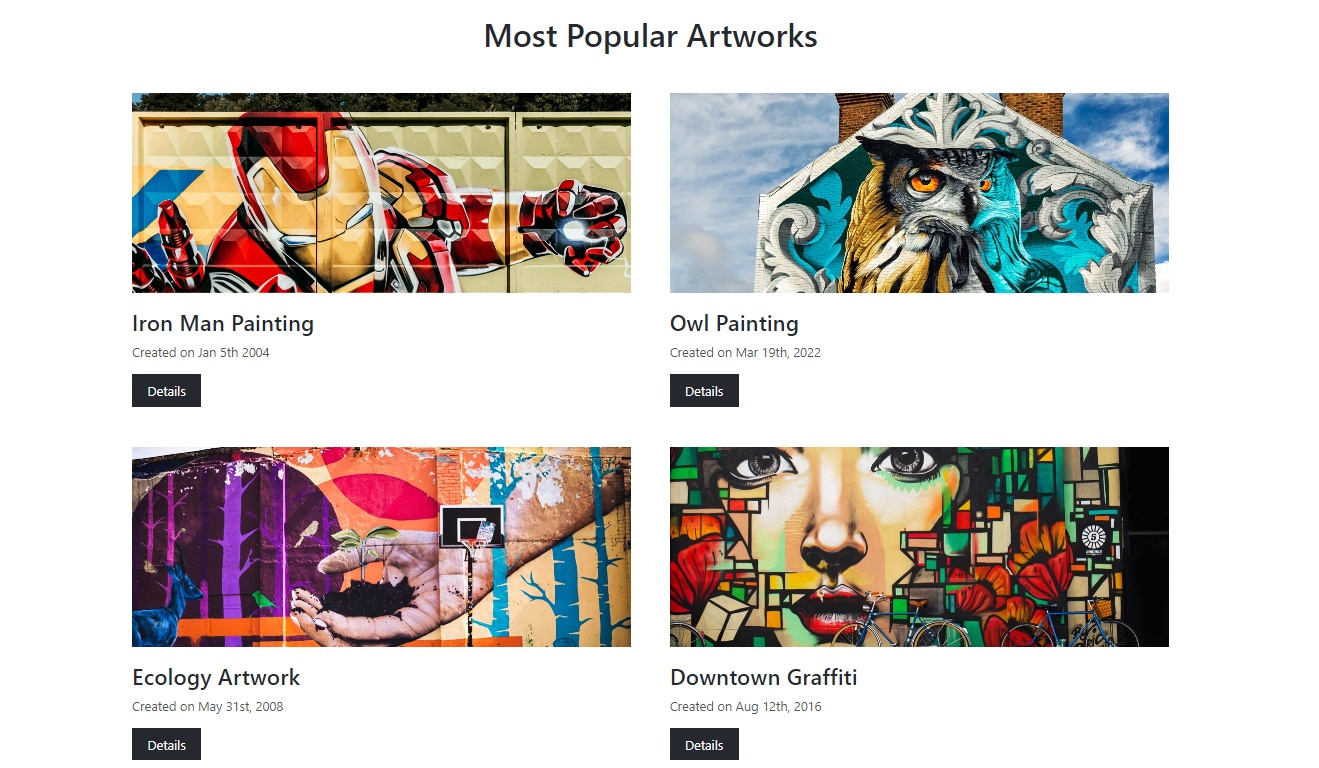 Most Popular Artworks
Iron Man Painting
Created on Jan 5th 2004
Details
Owl Painting
Created on Mar 19th, 2022
Details
Ecology Artwork
Created on May 31st, 2008
Details
Downtown Graffiti
Created on Aug 12th, 2016
Details